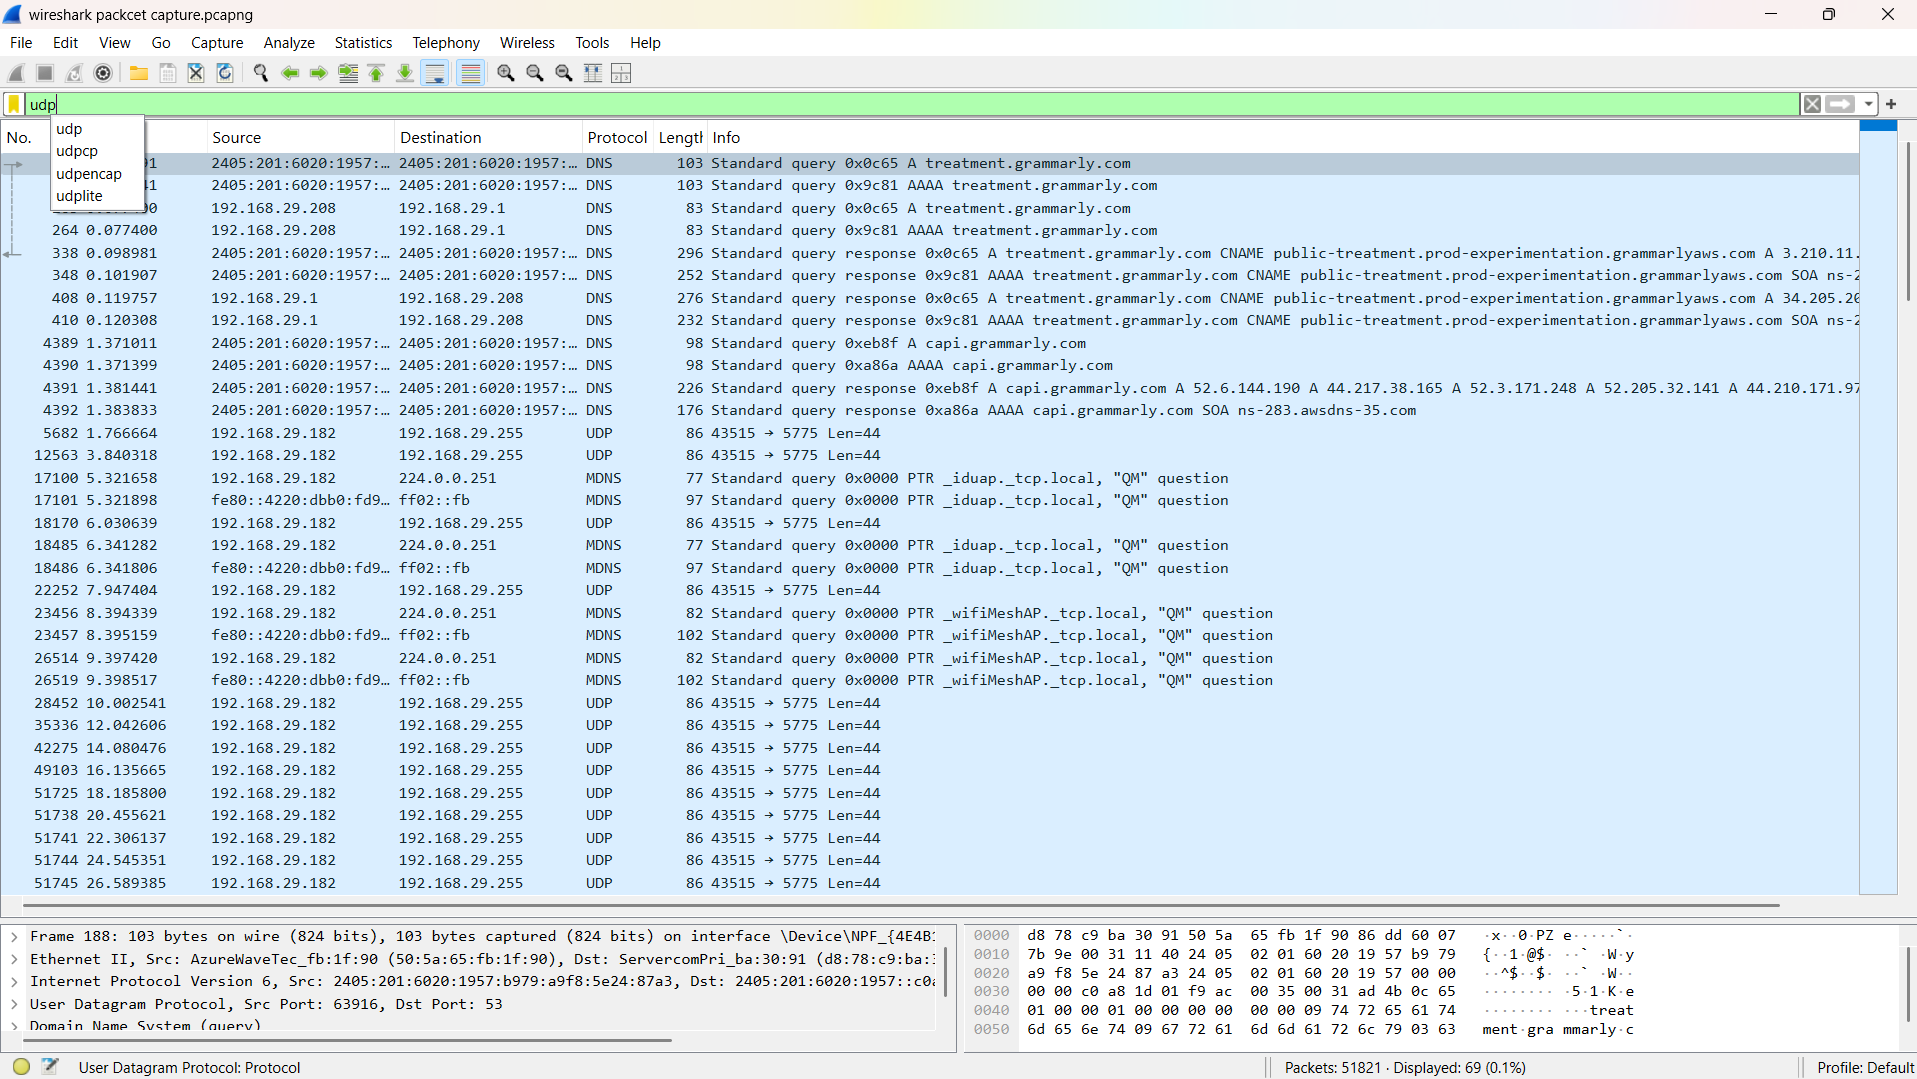 wireshark packcet capture.pcapng
File Edit View Go Capture Analyze Statistics Telephony Wireless Tools Help
udp
udp
udpcp
udpencap
udplite
No. Source Destination Protocol Length Info
91 2405:201:6020:1957:… 2405:201:6020:1957:… DNS 103 Standard query 0x0c65 A treatment.grammarly.com
41 2405:201:6020:1957:… 2405:201:6020:1957:… DNS 103 Standard query 0x9c81 AAAA treatment.grammarly.com
192.168.29.208 192.168.29.1 DNS 83 Standard query 0x0c65 A treatment.grammarly.com
264 0.077400 192.168.29.208 192.168.29.1 DNS 83 Standard query 0x9c81 AAAA treatment.grammarly.com
338 0.098981 2405:201:6020:1957:… 2405:201:6020:1957:… DNS 296 Standard query response 0x0c65 A treatment.grammarly.com CNAME public-treatment.prod-experimentation.grammarlyaws.com A 3.210.11.
348 0.101907 2405:201:6020:1957:… 2405:201:6020:1957:… DNS 252 Standard query response 0x9c81 AAAA treatment.grammarly.com CNAME public-treatment.prod-experimentation.grammarlyaws.com SOA ns-2
408 0.119757 192.168.29.1 192.168.29.208 DNS 276 Standard query response 0x0c65 A treatment.grammarly.com CNAME public-treatment.prod-experimentation.grammarlyaws.com A 34.205.20
410 0.120308 192.168.29.1 192.168.29.208 DNS 232 Standard query response 0x9c81 AAAA treatment.grammarly.com CNAME public-treatment.prod-experimentation.grammarlyaws.com SOA ns-2
4389 1.371011 2405:201:6020:1957:… 2405:201:6020:1957:… DNS 98 Standard query 0xeb8f A capi.grammarly.com
4390 1.371399 2405:201:6020:1957:… 2405:201:6020:1957:… DNS 98 Standard query 0xa86a AAAA capi.grammarly.com
4391 1.381441 2405:201:6020:1957:… 2405:201:6020:1957:… DNS 226 Standard query response 0xeb8f A capi.grammarly.com A 52.6.144.190 A 44.217.38.165 A 52.3.171.248 A 52.205.32.141 A 44.210.171.97
4392 1.383833 2405:201:6020:1957:… 2405:201:6020:1957:… DNS 176 Standard query response 0xa86a AAAA capi.grammarly.com SOA ns-283.awsdns-35.com
5682 1.766664 192.168.29.182 192.168.29.255 UDP 86 43515 → 5775 Len=44
12563 3.840318 192.168.29.182 192.168.29.255 UDP 86 43515 → 5775 Len=44
17100 5.321658 192.168.29.182 224.0.0.251 MDNS 77 Standard query 0x0000 PTR _iduap._tcp.local, "QM" question
17101 5.321898 fe80::4220:dbb0:fd9… ff02::fb MDNS 97 Standard query 0x0000 PTR _iduap._tcp.local, "QM" question
18170 6.030639 192.168.29.182 192.168.29.255 UDP 86 43515 → 5775 Len=44
18485 6.341282 192.168.29.182 224.0.0.251 MDNS 77 Standard query 0x0000 PTR _iduap._tcp.local, "QM" question
18486 6.341806 fe80::4220:dbb0:fd9… ff02::fb MDNS 97 Standard query 0x0000 PTR _iduap._tcp.local, "QM" question
22252 7.947404 192.168.29.182 192.168.29.255 UDP 86 43515 → 5775 Len=44
23456 8.394339 192.168.29.182 224.0.0.251 MDNS 82 Standard query 0x0000 PTR _wifiMeshAP._tcp.local, "QM" question
23457 8.395159 fe80::4220:dbb0:fd9… ff02::fb MDNS 102 Standard query 0x0000 PTR _wifiMeshAP._tcp.local, "QM" question
26514 9.397420 192.168.29.182 224.0.0.251 MDNS 82 Standard query 0x0000 PTR _wifiMeshAP._tcp.local, "QM" question
26519 9.398517 fe80::4220:dbb0:fd9… ff02::fb MDNS 102 Standard query 0x0000 PTR _wifiMeshAP._tcp.local, "QM" question
28452 10.002541 192.168.29.182 192.168.29.255 UDP 86 43515 → 5775 Len=44
35336 12.042606 192.168.29.182 192.168.29.255 UDP 86 43515 → 5775 Len=44
42275 14.080476 192.168.29.182 192.168.29.255 UDP 86 43515 → 5775 Len=44
49103 16.135665 192.168.29.182 192.168.29.255 UDP 86 43515 → 5775 Len=44
51725 18.185800 192.168.29.182 192.168.29.255 UDP 86 43515 → 5775 Len=44
51738 20.455621 192.168.29.182 192.168.29.255 UDP 86 43515 → 5775 Len=44
51741 22.306137 192.168.29.182 192.168.29.255 UDP 86 43515 → 5775 Len=44
51744 24.545351 192.168.29.182 192.168.29.255 UDP 86 43515 → 5775 Len=44
51745 26.589385 192.168.29.182 192.168.29.255 UDP 86 43515 → 5775 Len=44
Frame 188: 103 bytes on wire (824 bits), 103 bytes captured (824 bits) on interface \Device\NPF_{4E4B1
Ethernet II, Src: AzureWaveTec_fb:1f:90 (50:5a:65:fb:1f:90), Dst: ServercomPri_ba:30:91 (d8:78:c9:ba:3
Internet Protocol Version 6, Src: 2405:201:6020:1957:b979:a9f8:5e24:87a3, Dst: 2405:201:6020:1957::c0a
User Datagram Protocol, Src Port: 63916, Dst Port: 53
Domain Name System (query)
0000 d8 78 c9 ba 30 91 50 5a 65 fb 1f 90 86 dd 60 07 ·x··0·PZ e·····`·
0010 7b 9e 00 31 11 40 24 05 02 01 60 20 19 57 b9 79 {··1·@$· ··` ·W·y
0020 a9 f8 5e 24 87 a3 24 05 02 01 60 20 19 57 00 00 ··^$··$· ··` ·W··
0030 00 00 c0 a8 1d 01 f9 ac 00 35 00 31 ad 4b 0c 65 ········ ·5·1·K·e
0040 01 00 00 01 00 00 00 00 00 00 09 74 72 65 61 74 ········ ···treat
0050 6d 65 6e 74 09 67 72 61 6d 6d 61 72 6c 79 03 63 ment·gra mmarly·c
User Datagram Protocol: Protocol
Packets: 51821 · Displayed: 69 (0.1%)
Profile: Default